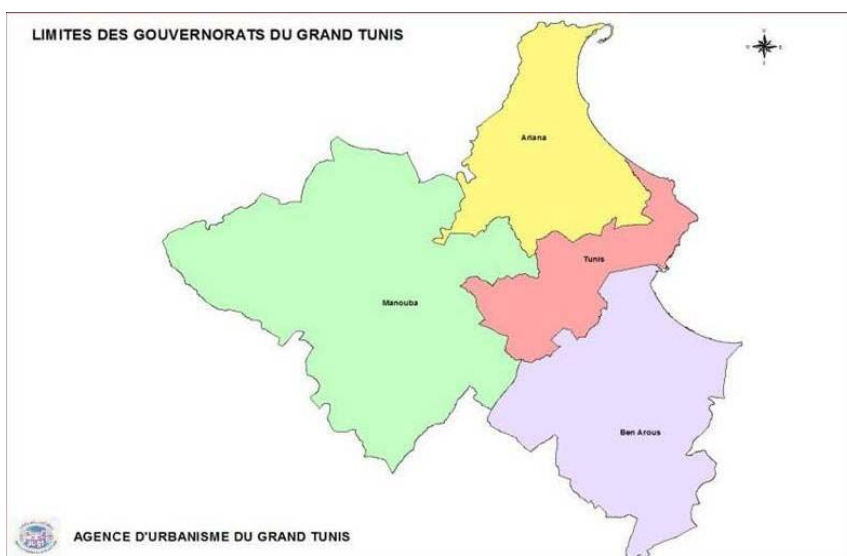 LIMITES DES GOUVERNORATS DU GRAND TUNIS
Ariana
Tunis
Manouba
Ben Arous
AGENCE D'URBANISME DU GRAND TUNIS